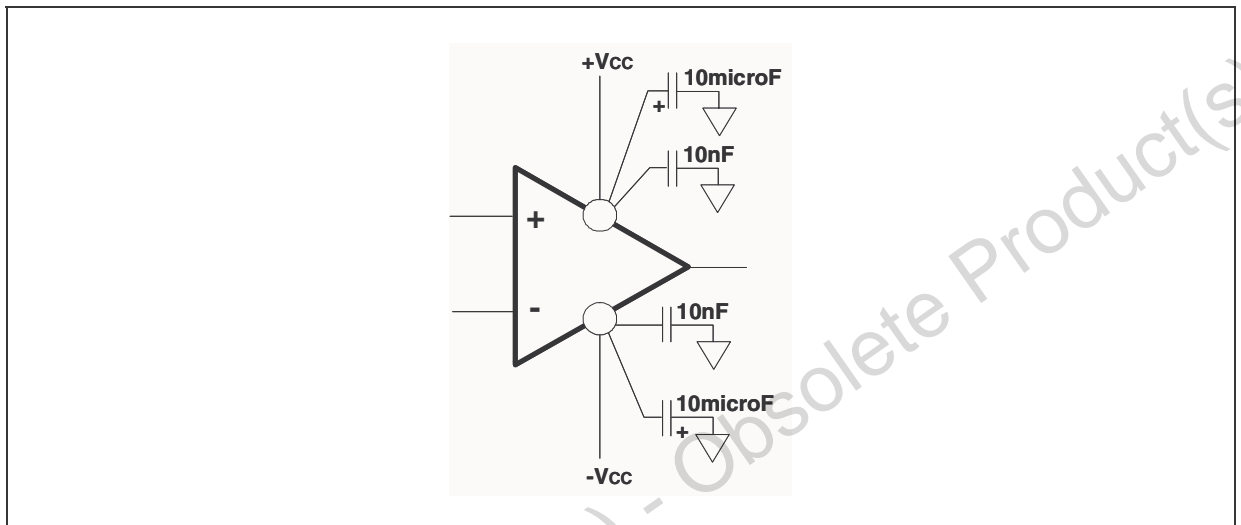 +VCC
10microF
+
10nF
+
-
10nF
10microF
+
-VCC
) - Obsolete Product(s)